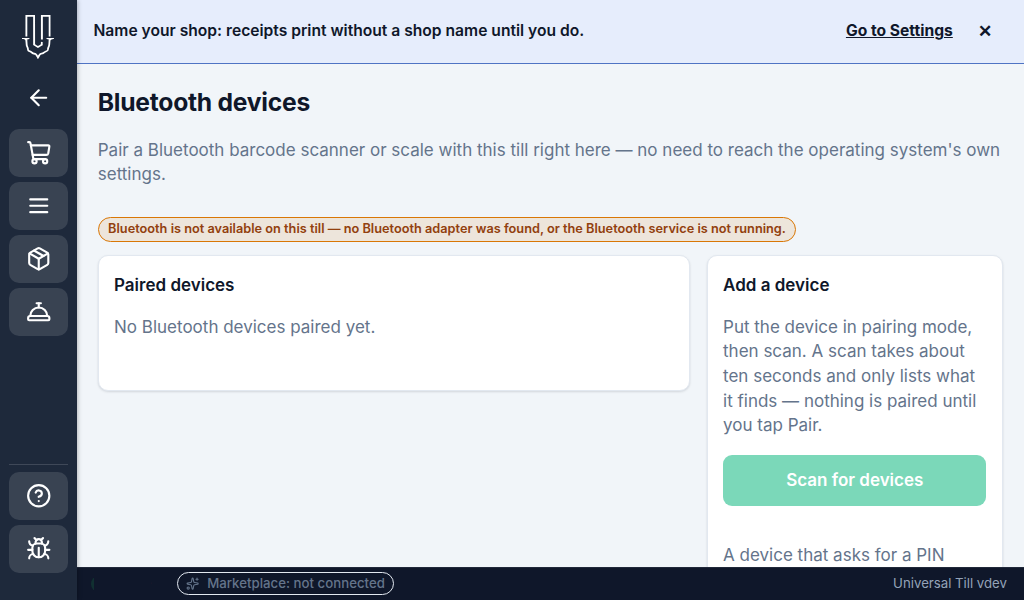 Name your shop: receipts print without a shop name until you do.
Go to Settings
Bluetooth devices
Pair a Bluetooth barcode scanner or scale with this till right here — no need to reach the operating system's own
settings.
Bluetooth is not available on this till — no Bluetooth adapter was found, or the Bluetooth service is not running.
Paired devices
No Bluetooth devices paired yet.
Add a device
Put the device in pairing mode,
then scan. A scan takes about
ten seconds and only lists what
it finds — nothing is paired until
you tap Pair.
Scan for devices
A device that asks for a PIN
Marketplace: not connected
Universal Till vdev